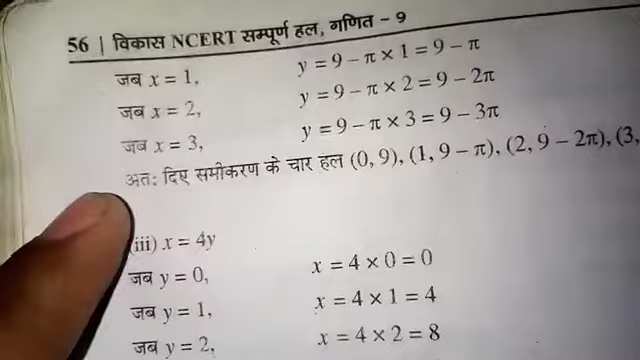 56 | विकास NCERT सम्पूर्ण हल, गणित – 9
जब x = 1, y = 9 – π × 1 = 9 – π
जब x = 2, y = 9 – π × 2 = 9 – 2π
जब x = 3, y = 9 – π × 3 = 9 – 3π
अतः दिए समीकरण के चार हल (0, 9), (1, 9 – π), (2, 9 – 2π), (3,
(iii) x = 4y
जब y = 0, x = 4 × 0 = 0
जब y = 1, x = 4 × 1 = 4
जब y = 2, x = 4 × 2 = 8